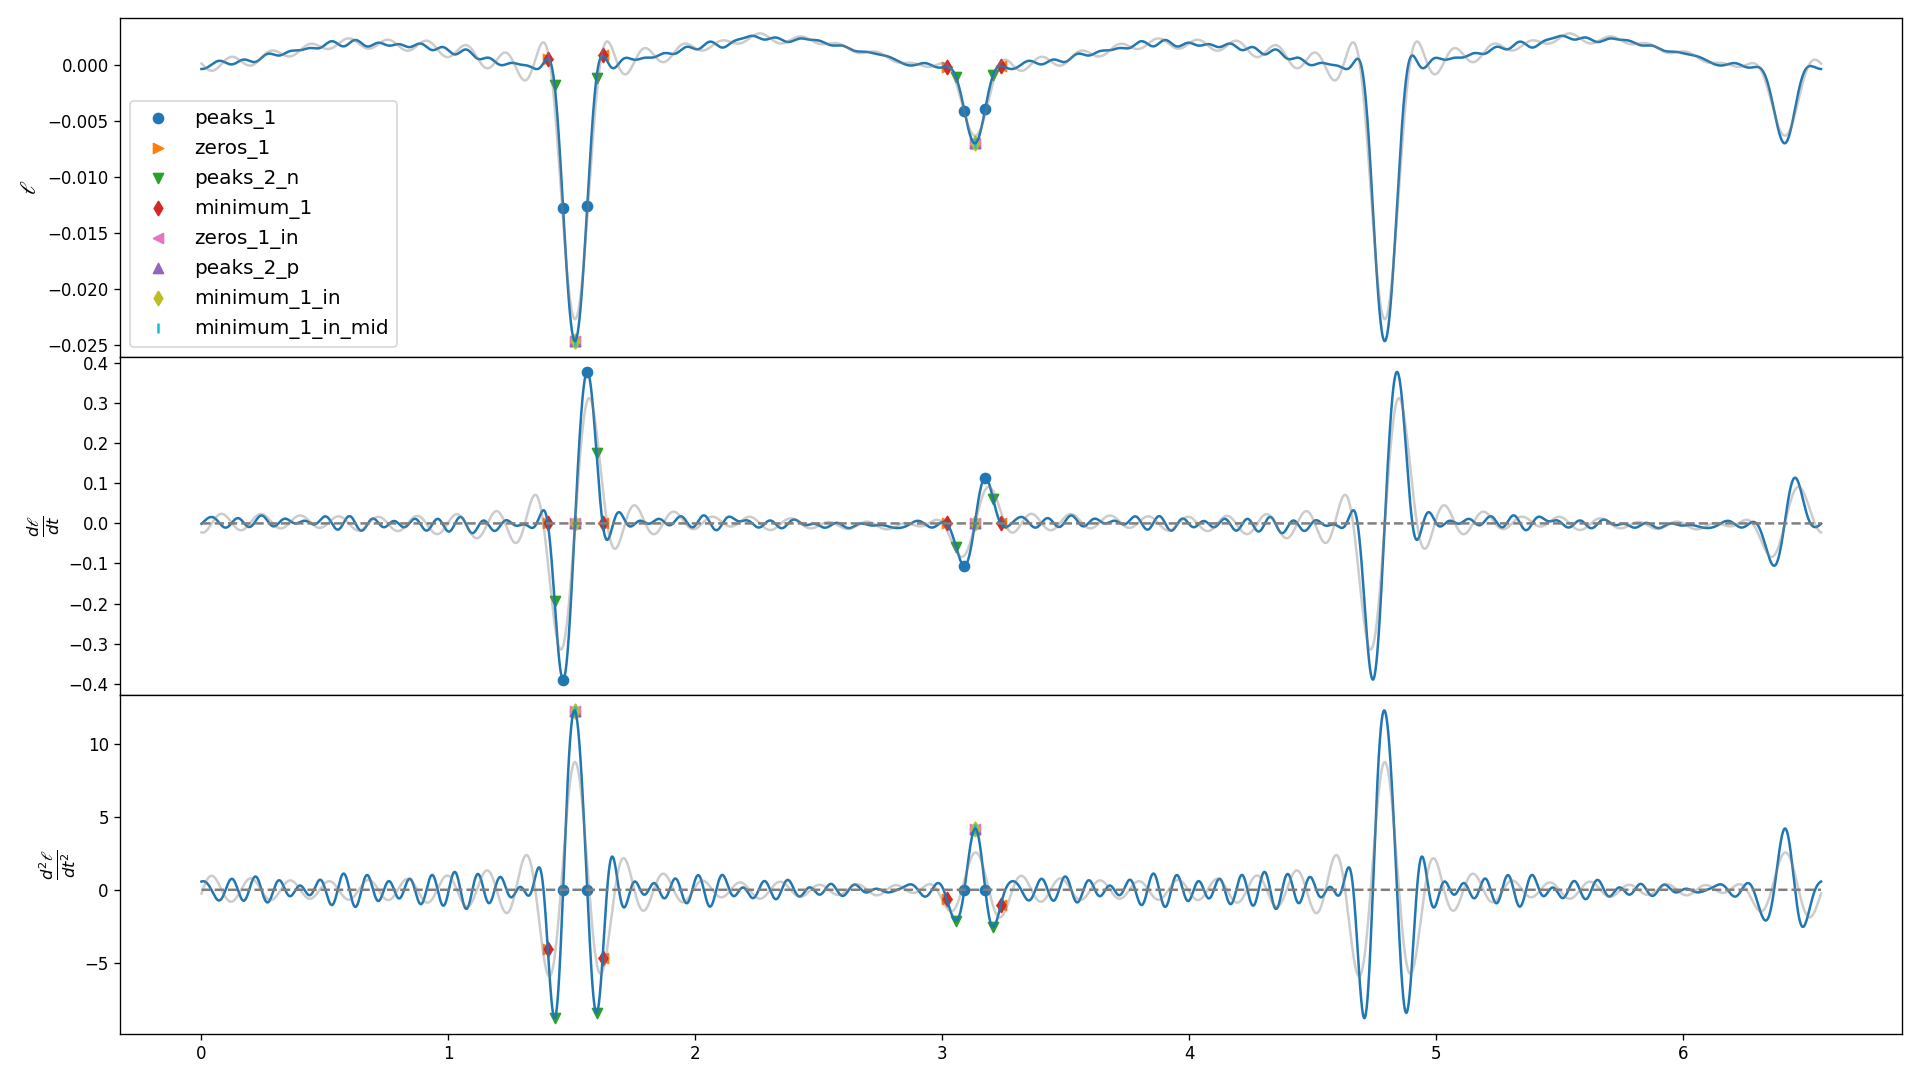 0.000
−0.005
−0.010
−0.015
−0.020
−0.025
ℓ
peaks_1
zeros_1
peaks_2_n
minimum_1
zeros_1_in
peaks_2_p
minimum_1_in
minimum_1_in_mid
0.4
0.3
0.2
0.1
0.0
−0.1
−0.2
−0.3
−0.4
dℓ
dt
10
5
0
−5
d²ℓ
dt²
0 1 2 3 4 5 6